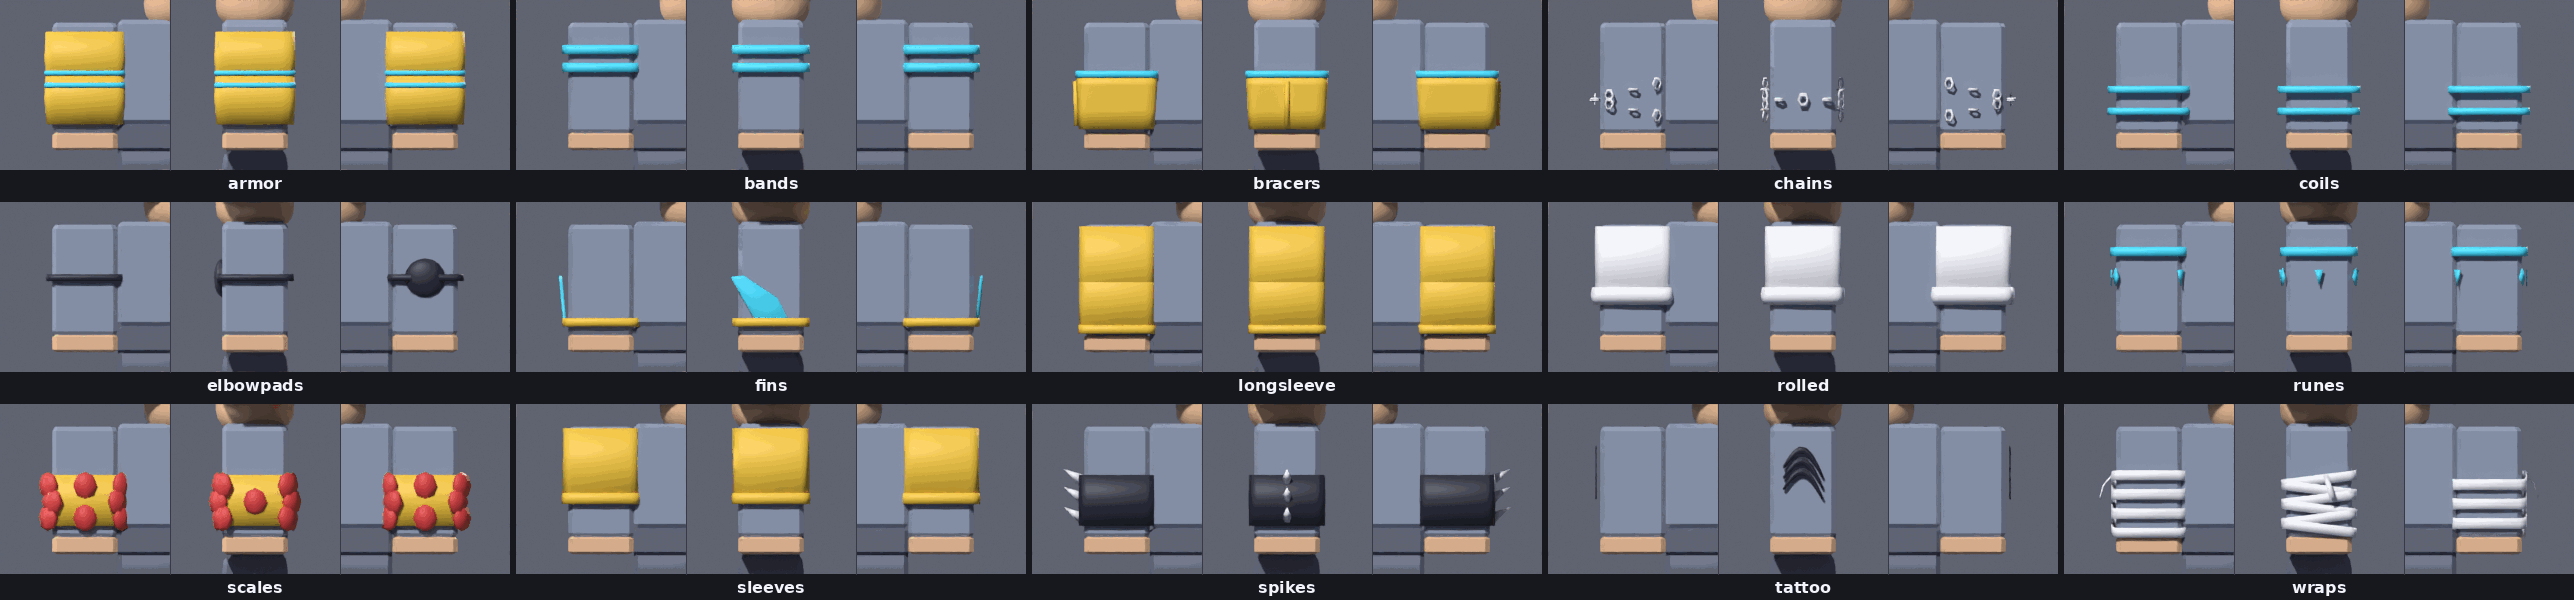 armor
bands
bracers
chains
coils
elbowpads
fins
longsleeve
rolled
runes
scales
sleeves
spikes
tattoo
wraps